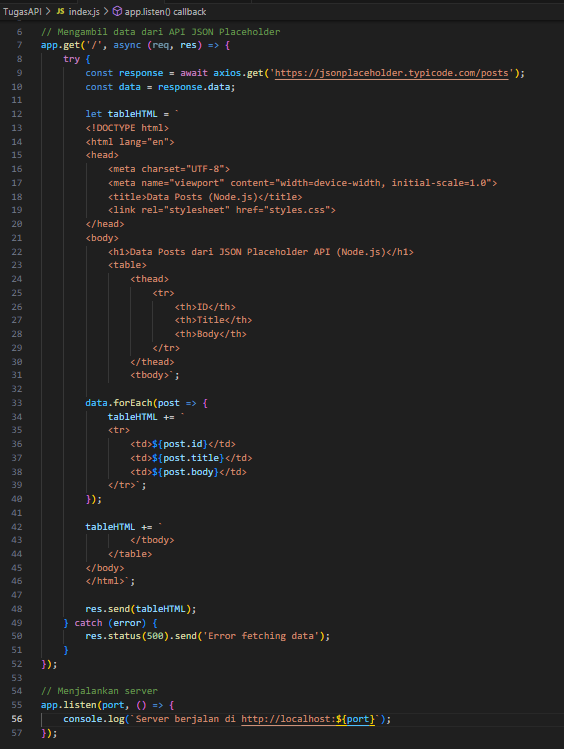 TugasAPI > JS index.js > app.listen() callback
6 // Mengambil data dari API JSON Placeholder
7 app.get('/', async (req, res) => {
8     try {
9         const response = await axios.get('https://jsonplaceholder.typicode.com/posts');
10         const data = response.data;
11
12         let tableHTML = `
13         <!DOCTYPE html>
14         <html lang="en">
15         <head>
16             <meta charset="UTF-8">
17             <meta name="viewport" content="width=device-width, initial-scale=1.0">
18             <title>Data Posts (Node.js)</title>
19             <link rel="stylesheet" href="styles.css">
20         </head>
21         <body>
22             <h1>Data Posts dari JSON Placeholder API (Node.js)</h1>
23             <table>
24                 <thead>
25                     <tr>
26                         <th>ID</th>
27                         <th>Title</th>
28                         <th>Body</th>
29                     </tr>
30                 </thead>
31                 <tbody>`;
32
33         data.forEach(post => {
34             tableHTML += `
35             <tr>
36                 <td>${post.id}</td>
37                 <td>${post.title}</td>
38                 <td>${post.body}</td>
39             </tr>`;
40         });
41
42         tableHTML += `
43                 </tbody>
44             </table>
45         </body>
46         </html>`;
47
48         res.send(tableHTML);
49     } catch (error) {
50         res.status(500).send('Error fetching data');
51     }
52 });
53
54 // Menjalankan server
55 app.listen(port, () => {
56     console.log(`Server berjalan di http://localhost:${port}`);
57 });